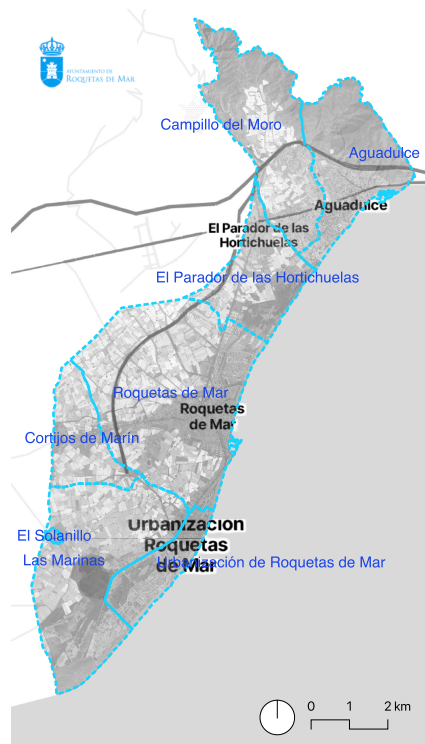 AYUNTAMIENTO DE
ROQUETAS DE MAR
Campillo del Moro
Aguadulce
Aguadulce
El Parador de las
Hortichuelas
El Parador de las Hortichuelas
Roquetas de Mar
Roquetas
de Mar
Cortijos de Marín
Urbanización
Roquetas
de Mar
El Solanillo
Las Marinas
Urbanización de Roquetas de Mar
0 1 2 km